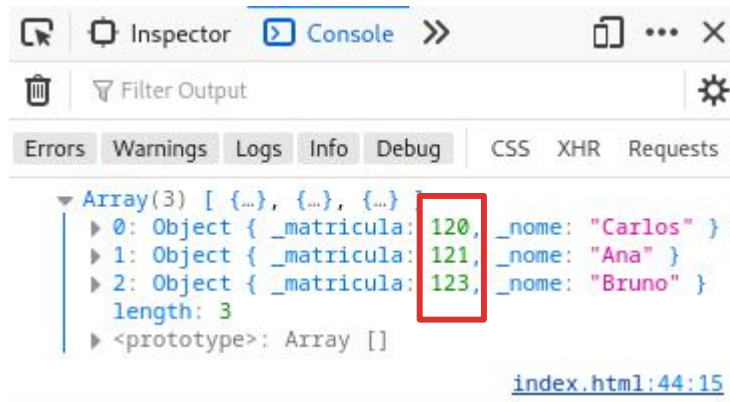 Inspector Console
Filter Output
Errors Warnings Logs Info Debug CSS XHR Requests
Array(3) [ {…}, {…}, {…} ]
0: Object { _matricula: 120, _nome: "Carlos" }
1: Object { _matricula: 121, _nome: "Ana" }
2: Object { _matricula: 123, _nome: "Bruno" }
length: 3
<prototype>: Array []
index.html:44:15